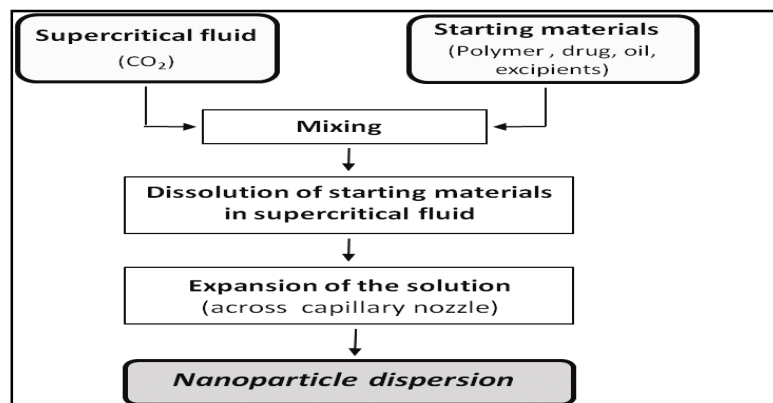 Supercritical fluid
(CO₂)
Starting materials
(Polymer , drug, oil,
excipients)
Mixing
Dissolution of starting materials
in supercritical fluid
Expansion of the solution
(across capillary nozzle)
Nanoparticle dispersion